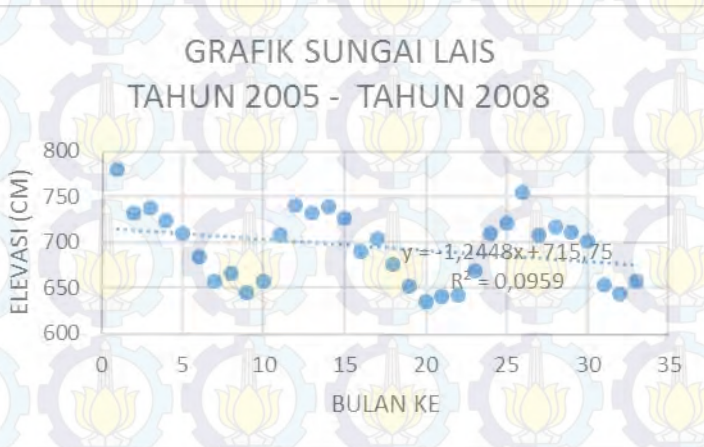 GRAFIK SUNGAI LAIS
TAHUN 2005 - TAHUN 2008
ELEVASI (CM)
800
750
700
650
600
y = -1,2448x + 715,75
R² = 0,0959
0 5 10 15 20 25 30 35
BULAN KE